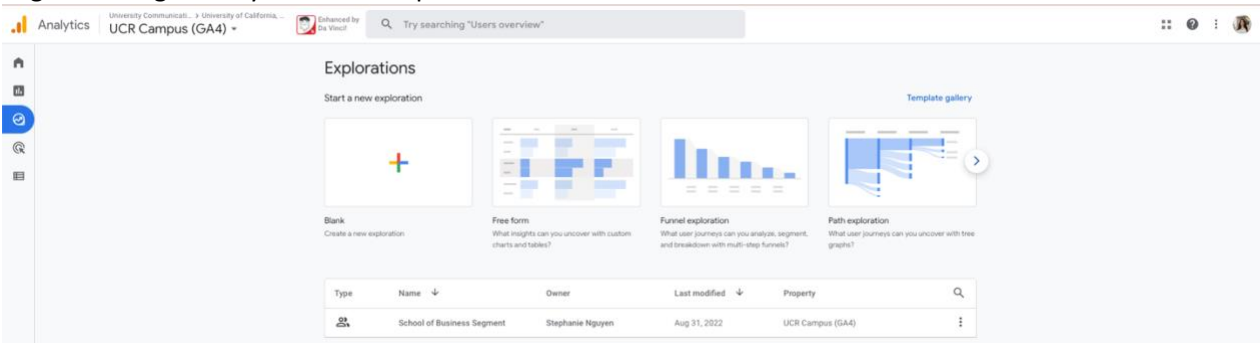 University Communicati... > University of California, ...
Analytics
UCR Campus (GA4)
Enhanced by
Da Vinci!
Try searching "Users overview"
Explorations
Start a new exploration
Template gallery
Blank
Create a new exploration
Free form
What insights can you uncover with custom
charts and tables?
Funnel exploration
What user journeys can you analyze, segment,
and breakdown with multi-step funnels?
Path exploration
What user journeys can you uncover with tree
graphs?
Type Name Owner Last modified Property
School of Business Segment Stephanie Nguyen Aug 31, 2022 UCR Campus (GA4)